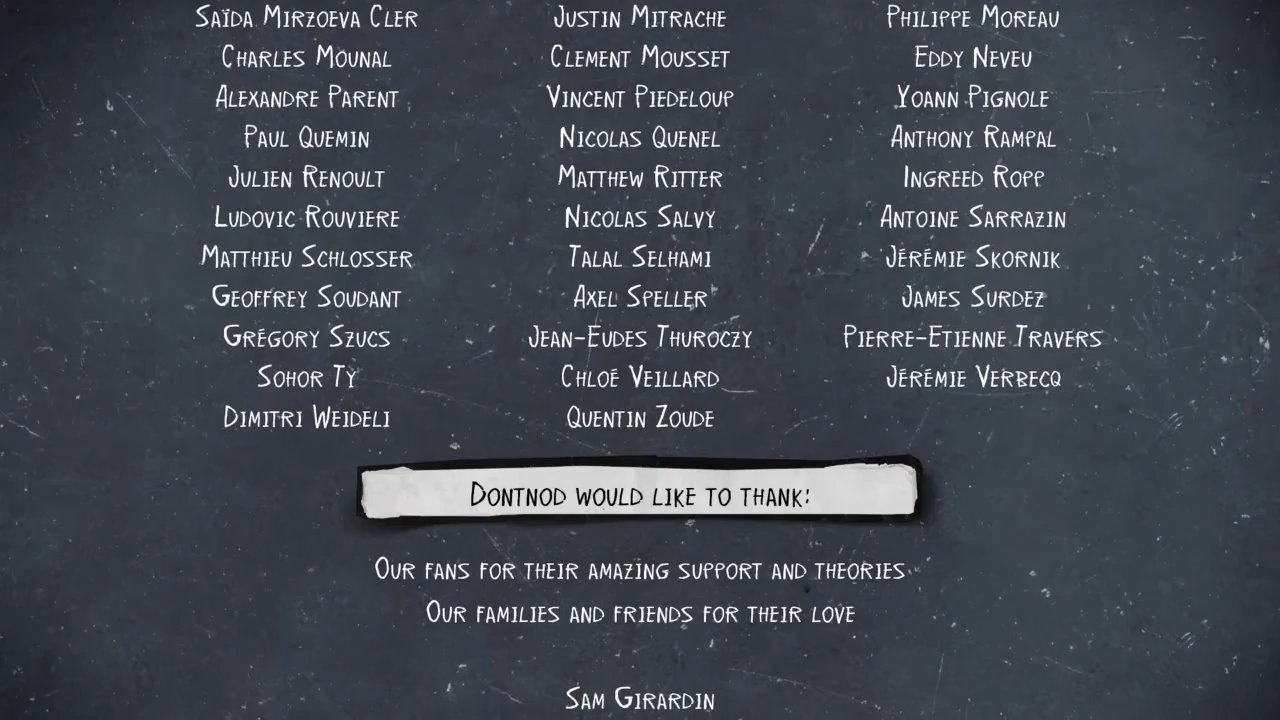 Saïda Mirzoeva Cler Justin Mitrache Philippe Moreau
Charles Mounal Clement Mousset Eddy Neveu
Alexandre Parent Vincent Piedeloup Yoann Pignole
Paul Quemin Nicolas Quenel Anthony Rampal
Julien Renoult Matthew Ritter Ingreed Ropp
Ludovic Rouviere Nicolas Salvy Antoine Sarrazin
Matthieu Schlosser Talal Selhami Jérémie Skornik
Geoffrey Soudant Axel Speller James Surdez
Grégory Szucs Jean-Eudes Thuroczy Pierre-Etienne Travers
Sohor Ty Chloé Veillard Jérémie Verbecq
Dimitri Weideli Quentin Zoude
Dontnod would like to thank:
Our fans for their amazing support and theories
Our families and friends for their love
Sam Girardin